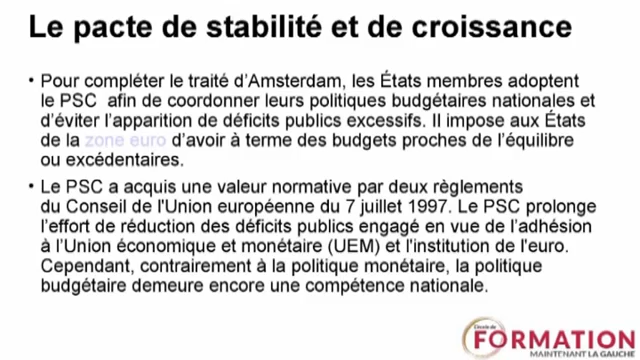 Le pacte de stabilité et de croissance
• Pour compléter le traité d'Amsterdam, les États membres adoptent
le PSC afin de coordonner leurs politiques budgétaires nationales et
d'éviter l'apparition de déficits publics excessifs. Il impose aux États
de la zone euro d'avoir à terme des budgets proches de l'équilibre
ou excédentaires.
• Le PSC a acquis une valeur normative par deux règlements
du Conseil de l'Union européenne du 7 juillet 1997. Le PSC prolonge
l'effort de réduction des déficits publics engagé en vue de l'adhésion
à l'Union économique et monétaire (UEM) et l'institution de l'euro.
Cependant, contrairement à la politique monétaire, la politique
budgétaire demeure encore une compétence nationale.
FORMATION
MAINTENANT LA GAUCHE